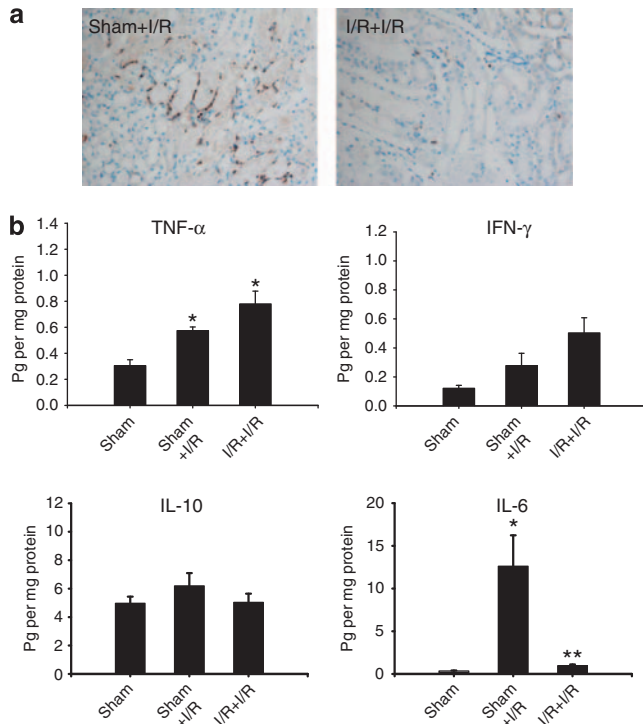 a
Sham+I/R
I/R+I/R
b
TNF-α
Pg per mg protein
1.4
1.2
1.0
0.8
0.6
0.4
0.2
0.0
*
*
Sham
Sham
+I/R
I/R+I/R
IFN-γ
Pg per mg protein
1.4
1.2
1.0
0.8
0.6
0.4
0.2
0.0
Sham
Sham
+I/R
I/R+I/R
IL-10
Pg per mg protein
12
10
8
6
4
2
0
Sham
Sham
+I/R
I/R+I/R
IL-6
Pg per mg protein
20
15
10
5
0
*
**
Sham
Sham
+I/R
I/R+I/R